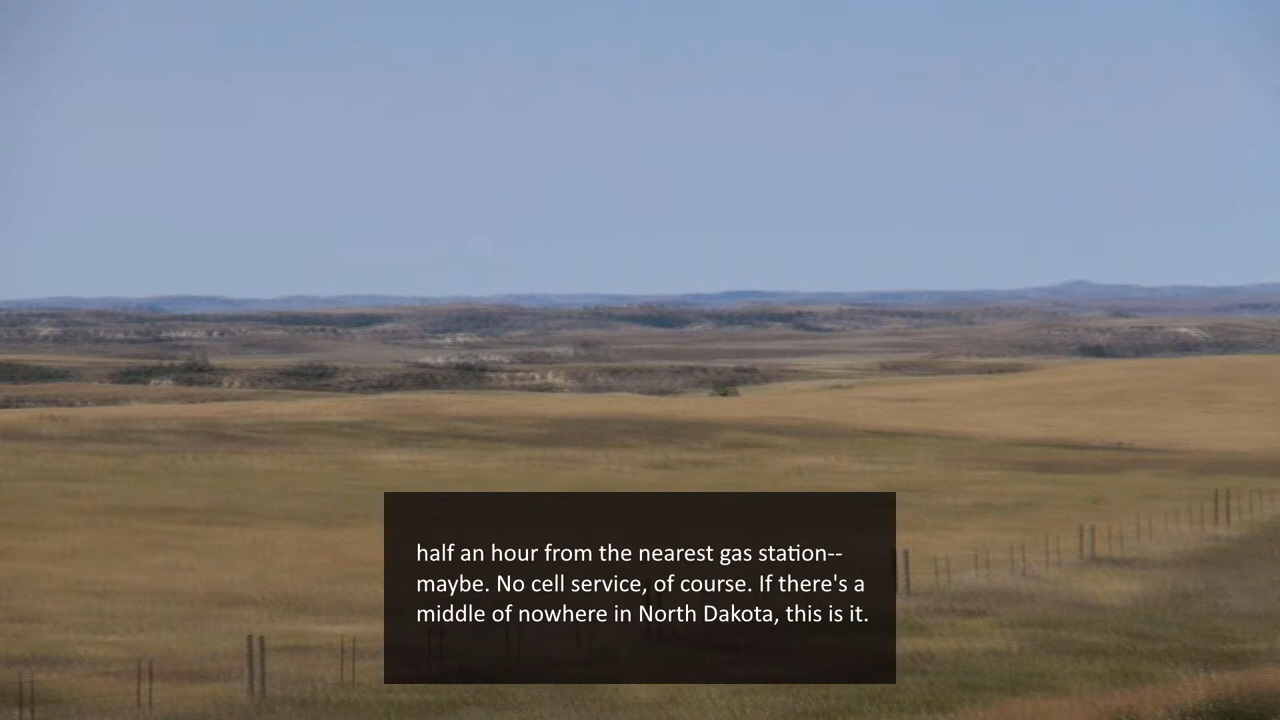 half an hour from the nearest gas station--
maybe. No cell service, of course. If there's a
middle of nowhere in North Dakota, this is it.